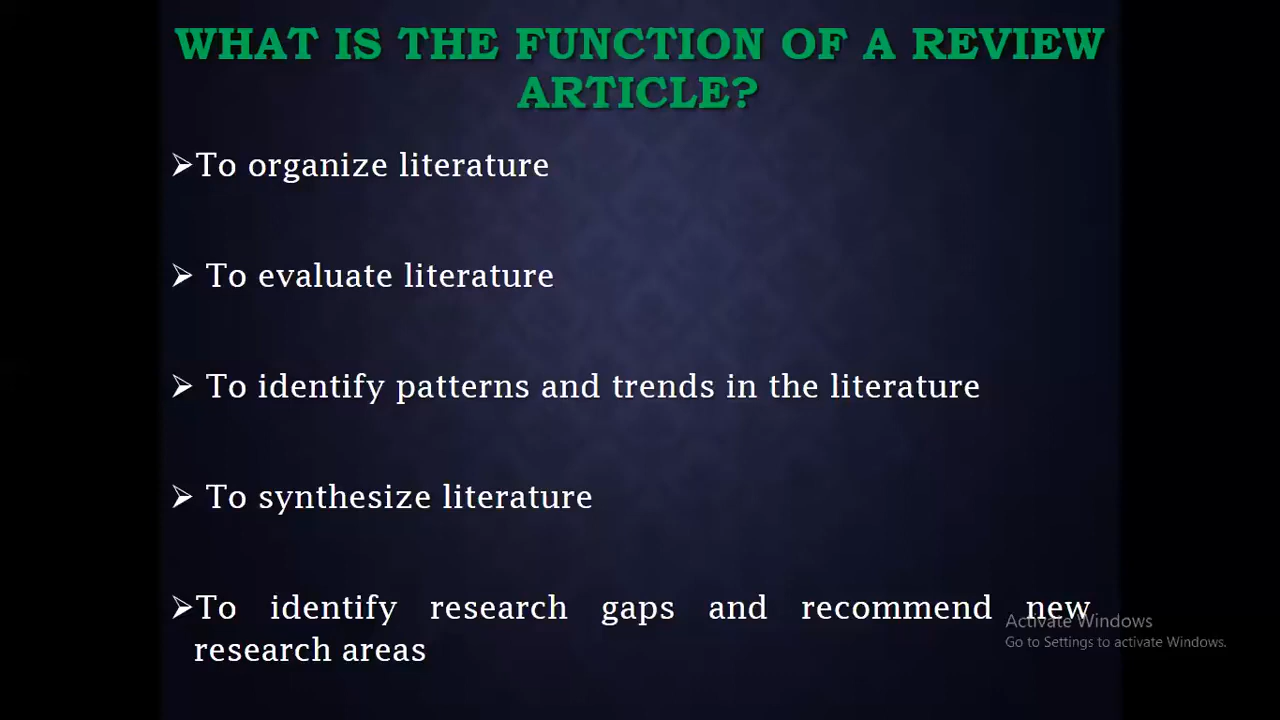 WHAT IS THE FUNCTION OF A REVIEW
ARTICLE?
➢To organize literature
➢ To evaluate literature
➢ To identify patterns and trends in the literature
➢ To synthesize literature
➢To identify research gaps and recommend new
research areas
Activate Windows
Go to Settings to activate Windows.